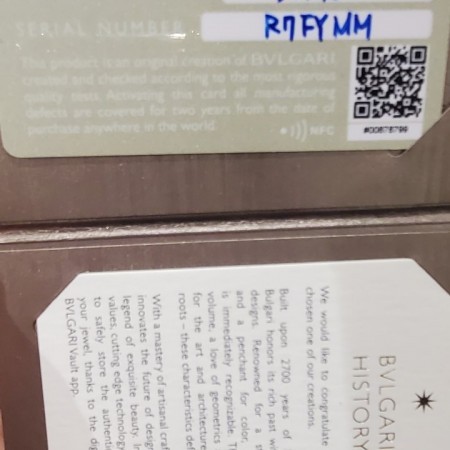 SERIAL NUMBER
R7FYMM
This product is an original creation of BVLGARI
created and checked according to the most rigorous
quality test. Activating this card all manufacturing
defects are covered for two years from the date of
purchase anywhere in the world.
NFC
#00878799
BVLGARI
HISTORY
We would like to congratulate
chosen one of our creations.
Built upon 2700 years of
Bulgari honors its rich past wi
designs. Renowned for a s
and a penchant for color,
is immediately recognizable. T
volume, a love of geometries
for the art and architecture
roots – these characteristics def
With a mastery of artisanal craf
innovates the future of design
legend of exquisite beauty. In
values, cutting edge technology
to safely store the authenti
your jewel, thanks to the dig
BVLGARI Vault app.